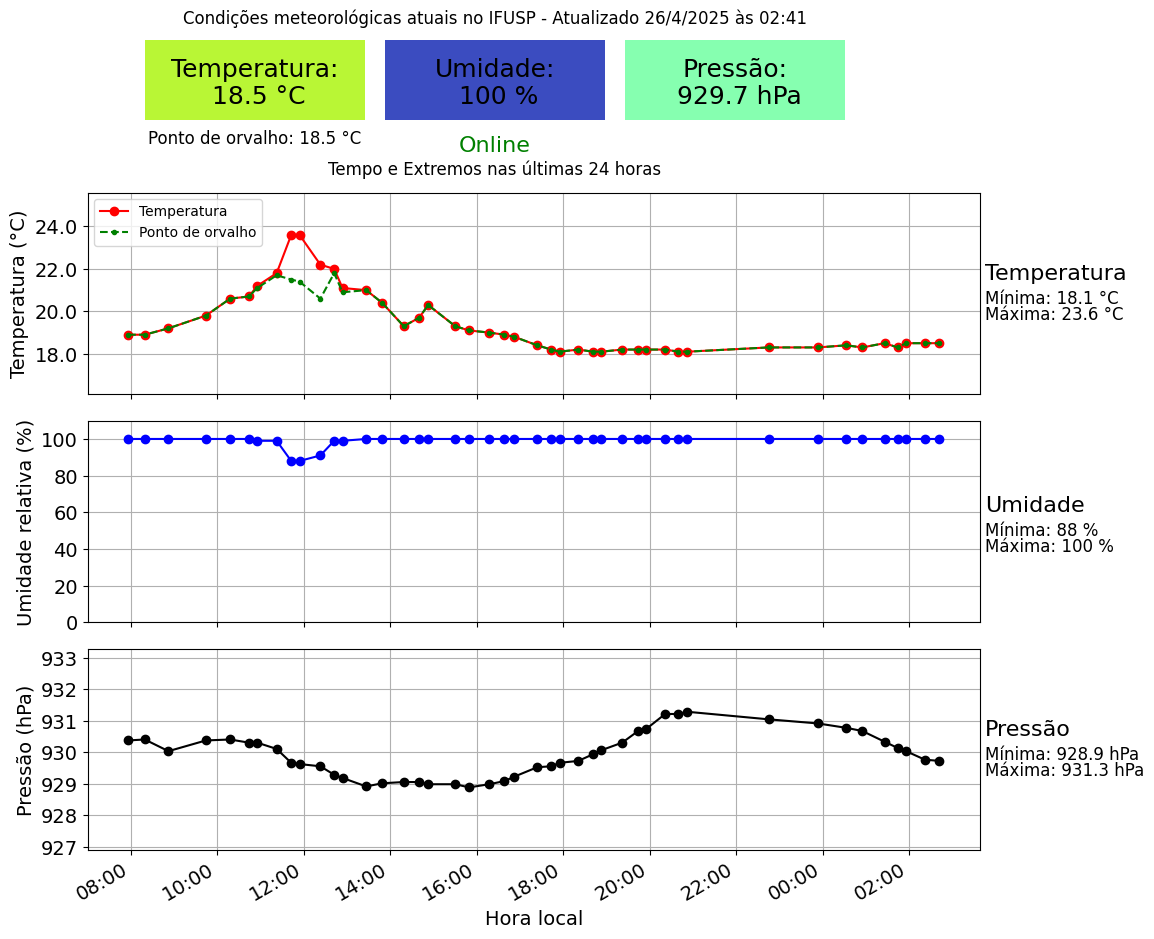 Condições meteorológicas atuais no IFUSP - Atualizado 26/4/2025 às 02:41
Temperatura:
18.5 °C
Umidade:
100 %
Pressão:
929.7 hPa
Ponto de orvalho: 18.5 °C
Online
Tempo e Extremos nas últimas 24 horas
Temperatura (°C)
24.0
22.0
20.0
18.0
Temperatura
Ponto de orvalho
Temperatura
Mínima: 18.1 °C
Máxima: 23.6 °C
Umidade relativa (%)
100
80
60
40
20
0
Umidade
Mínima: 88 %
Máxima: 100 %
Pressão (hPa)
933
932
931
930
929
928
927
Pressão
Mínima: 928.9 hPa
Máxima: 931.3 hPa
08:00
10:00
12:00
14:00
16:00
18:00
20:00
22:00
00:00
02:00
Hora local